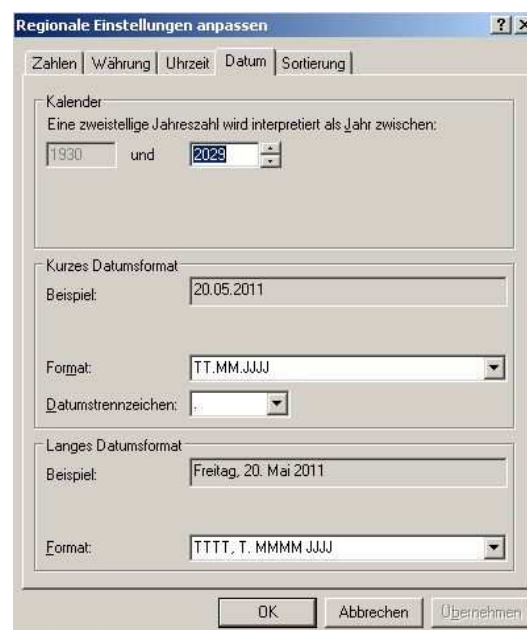 Regionale Einstellungen anpassen
Zahlen Währung Uhrzeit Datum Sortierung
Kalender
Eine zweistellige Jahreszahl wird interpretiert als Jahr zwischen:
1930 und 2029
Kurzes Datumsformat
Beispiel: 20.05.2011
Format: TT.MM.JJJJ
Datumstrennzeichen: .
Langes Datumsformat
Beispiel: Freitag, 20. Mai 2011
Format: TTTT, T. MMMM JJJJ
OK Abbrechen Übernehmen